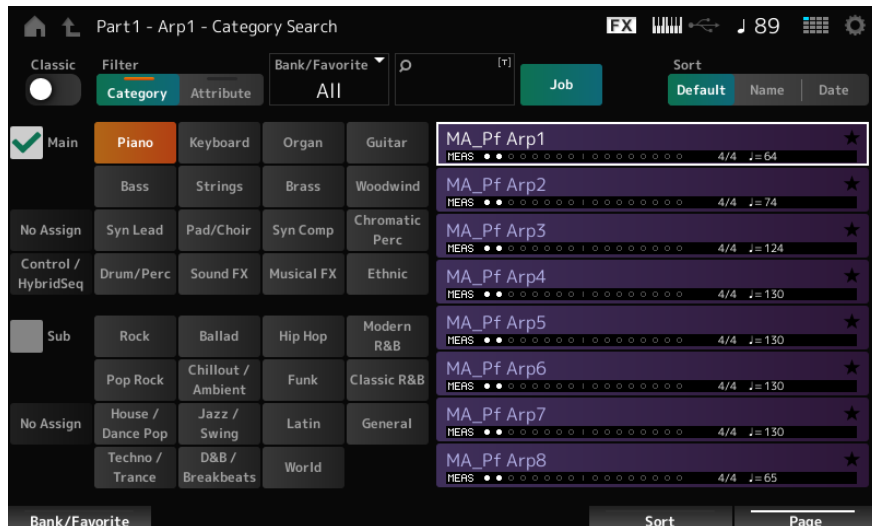 Part1 - Arp1 - Category Search FX ♩ 89
Classic Filter Bank/Favorite [T] Sort
Category Attribute All Job Default Name Date
Main Piano Keyboard Organ Guitar
Bass Strings Brass Woodwind
No Assign Syn Lead Pad/Choir Syn Comp Chromatic Perc
Control / HybridSeq Drum/Perc Sound FX Musical FX Ethnic
Sub Rock Ballad Hip Hop Modern R&B
Pop Rock Chillout / Ambient Funk Classic R&B
No Assign House / Dance Pop Jazz / Swing Latin General
Techno / Trance D&B / Breakbeats World
MA_Pf Arp1
MEAS 4/4 ♩=64
MA_Pf Arp2
MEAS 4/4 ♩=74
MA_Pf Arp3
MEAS 4/4 ♩=124
MA_Pf Arp4
MEAS 4/4 ♩=130
MA_Pf Arp5
MEAS 4/4 ♩=130
MA_Pf Arp6
MEAS 4/4 ♩=130
MA_Pf Arp7
MEAS 4/4 ♩=130
MA_Pf Arp8
MEAS 4/4 ♩=65
Bank/Favorite Sort Page